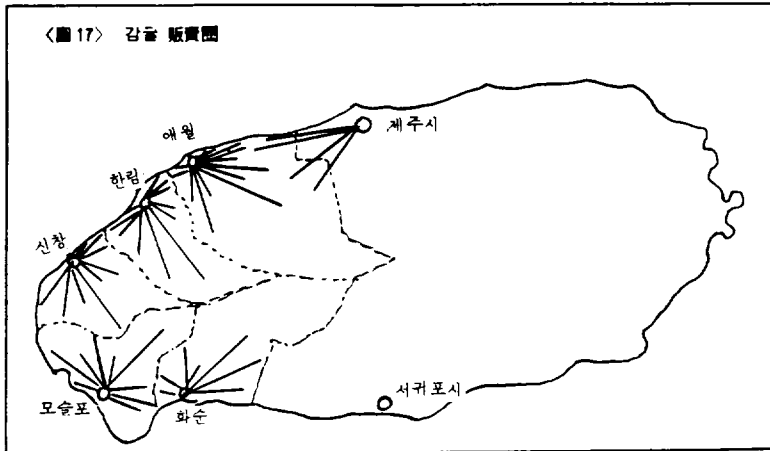 〈圖 17〉 감귤 販賣圈
제주시
애월
한림
신창
모슬포
화순
서귀포시